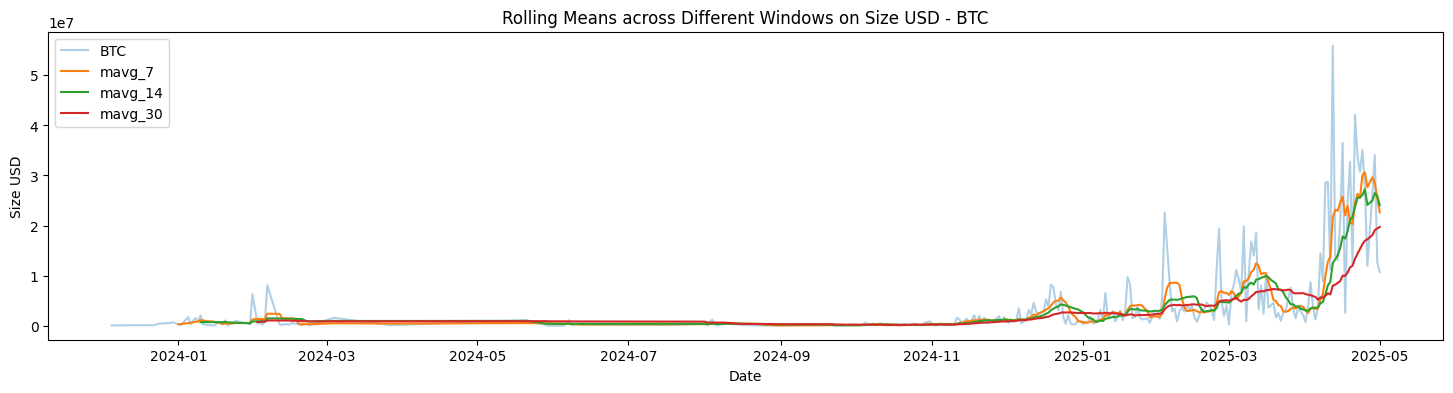 Rolling Means across Different Windows on Size USD - BTC
1e7
BTC
mavg_7
mavg_14
mavg_30
Size USD
5
4
3
2
1
0
2024-01 2024-03 2024-05 2024-07 2024-09 2024-11 2025-01 2025-03 2025-05
Date